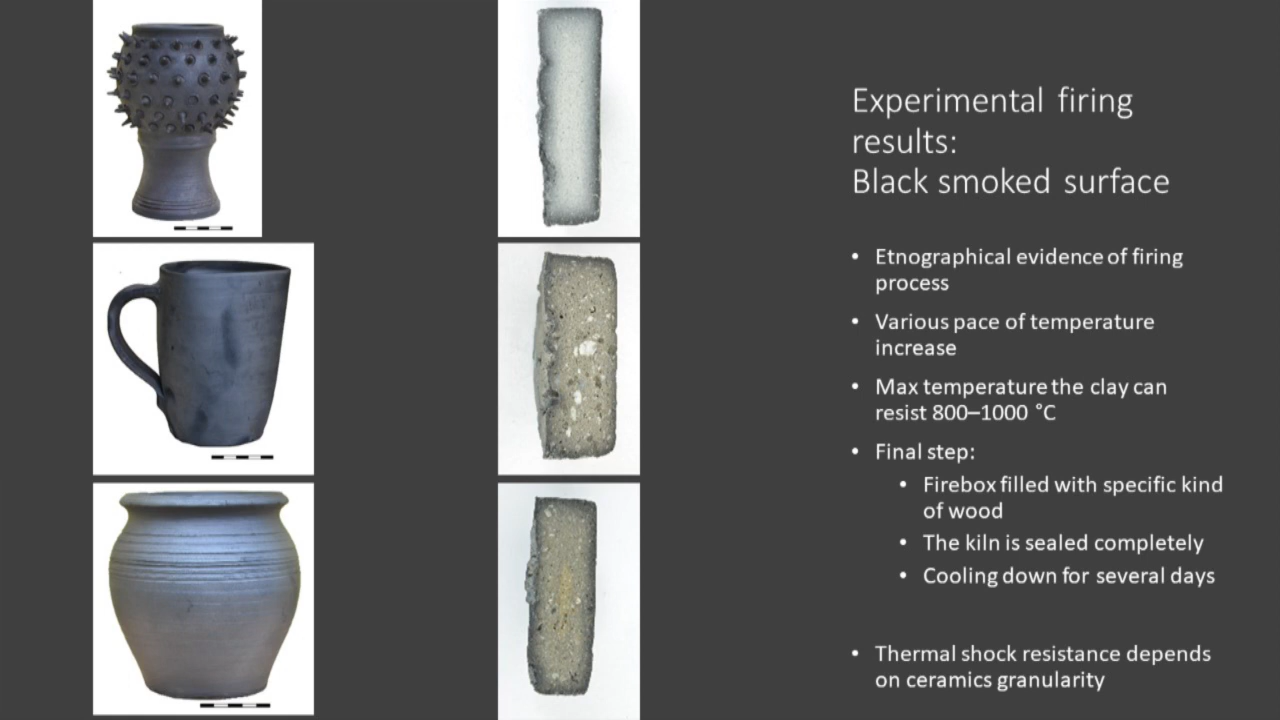 Experimental firing
results:
Black smoked surface
• Etnographical evidence of firing
process
• Various pace of temperature
increase
• Max temperature the clay can
resist 800–1000 °C
• Final step:
• Firebox filled with specific kind
of wood
• The kiln is sealed completely
• Cooling down for several days
• Thermal shock resistance depends
on ceramics granularity